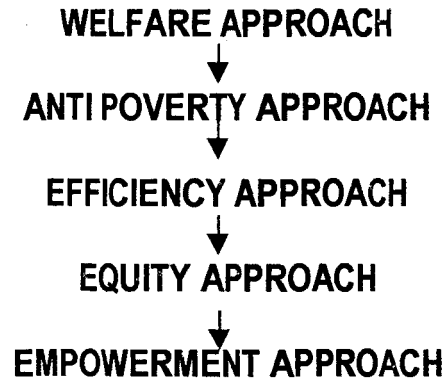 WELFARE APPROACH
ANTI POVERTY APPROACH
EFFICIENCY APPROACH
EQUITY APPROACH
EMPOWERMENT APPROACH